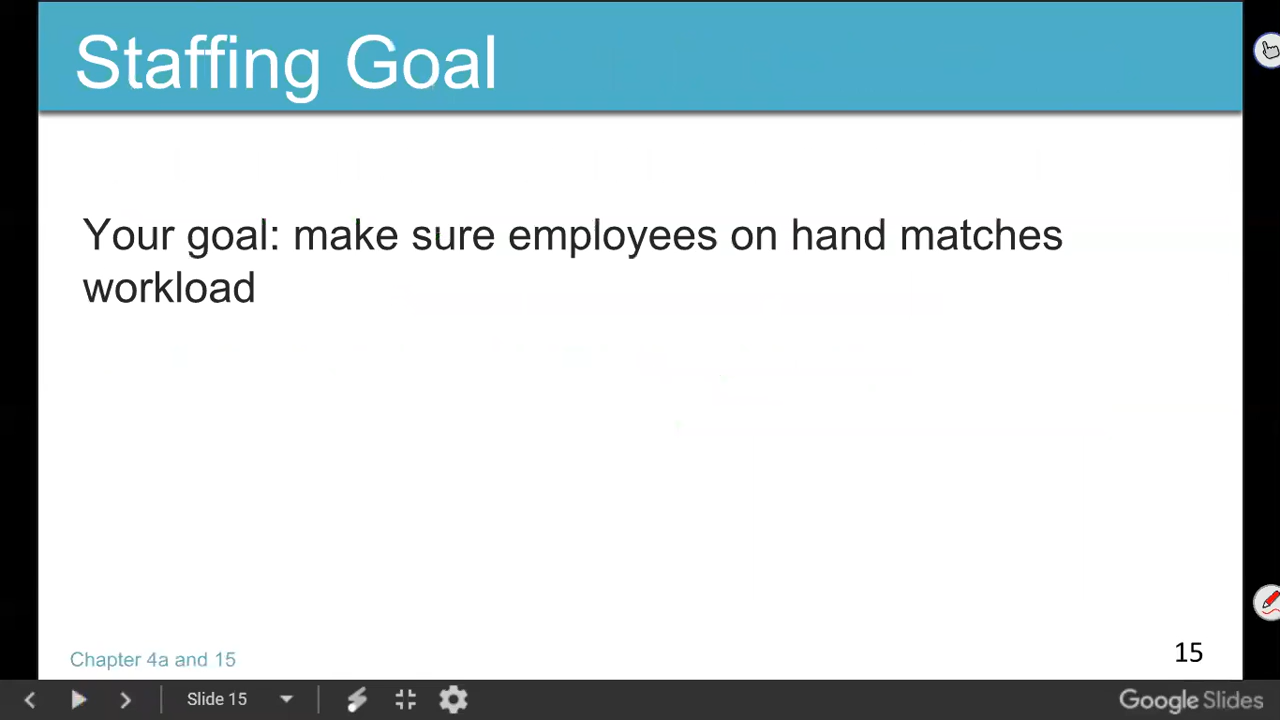 Staffing Goal
Your goal: make sure employees on hand matches
workload
Chapter 4a and 15
15
Slide 15
Google Slides